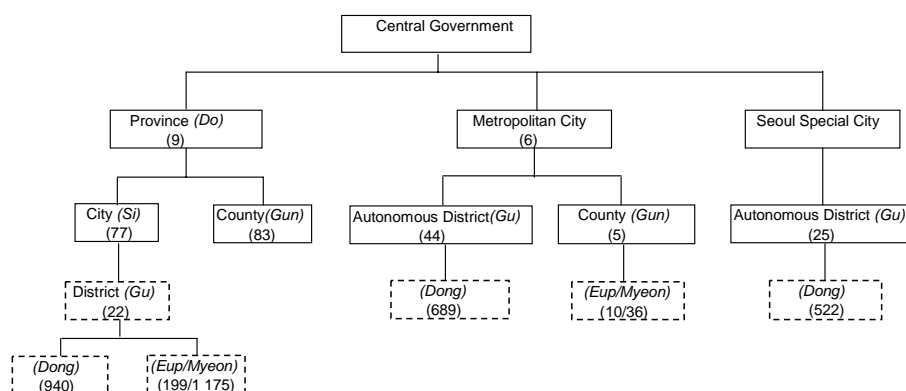 Central Government
Province (Do)
(9)
Metropolitan City
(6)
Seoul Special City
City (Si)
(77)
County(Gun)
(83)
Autonomous District(Gu)
(44)
County (Gun)
(5)
Autonomous District (Gu)
(25)
District (Gu)
(22)
(Dong)
(689)
(Eup/Myeon)
(10/36)
(Dong)
(522)
(Dong)
(940)
(Eup/Myeon)
(199/1 175)